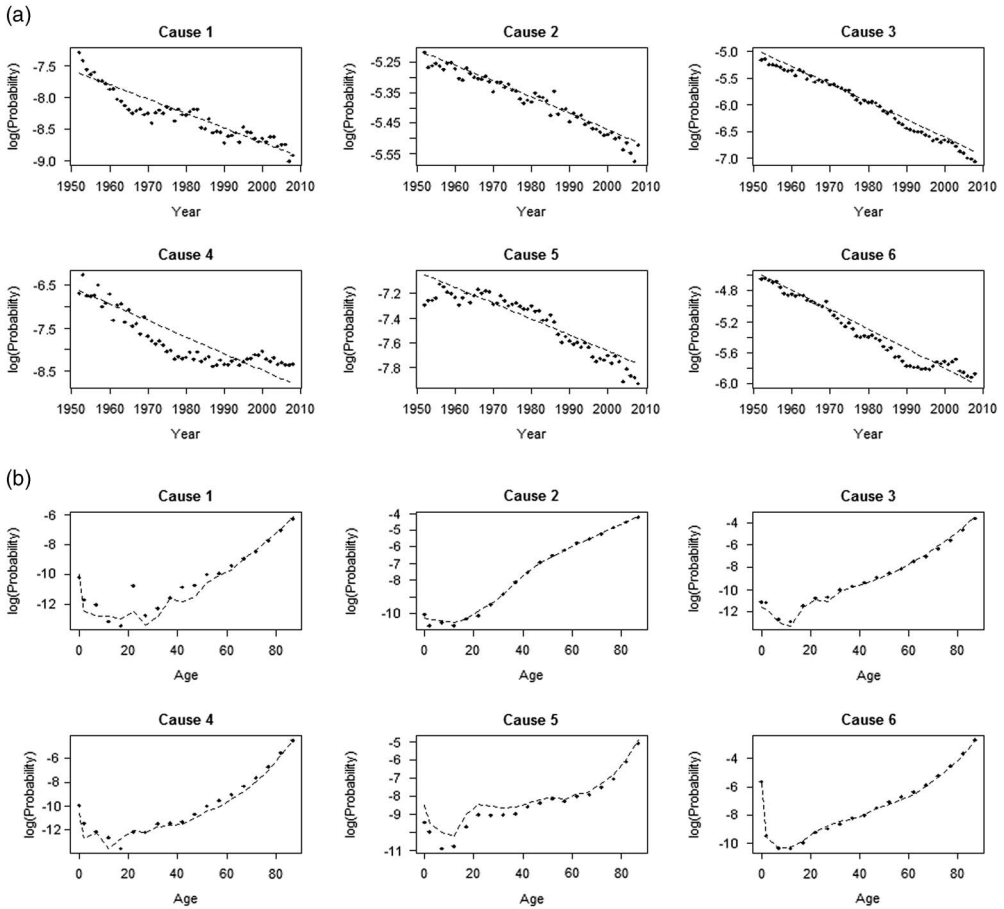 (a)
Cause 1
Cause 2
Cause 3
log(Probability)
-7.5
-8.0
-8.5
-9.0
1950 1960 1970 1980 1990 2000 2010
Year
log(Probability)
-5.25
-5.35
-5.45
-5.55
1950 1960 1970 1980 1990 2000 2010
Year
log(Probability)
-5.0
-5.5
-6.0
-6.5
-7.0
1950 1960 1970 1980 1990 2000 2010
Year
Cause 4
Cause 5
Cause 6
log(Probability)
-6.5
-7.5
-8.5
1950 1960 1970 1980 1990 2000 2010
Year
log(Probability)
-7.2
-7.4
-7.6
-7.8
1950 1960 1970 1980 1990 2000 2010
Year
log(Probability)
-4.8
-5.2
-5.6
-6.0
1950 1960 1970 1980 1990 2000 2010
Year
(b)
Cause 1
Cause 2
Cause 3
log(Probability)
-6
-8
-10
-12
0 20 40 60 80
Age
log(Probability)
-4
-5
-6
-7
-8
-10
0 20 40 60 80
Age
log(Probability)
-4
-6
-8
-10
-12
0 20 40 60 80
Age
Cause 4
Cause 5
Cause 6
log(Probability)
-6
-8
-10
-12
0 20 40 60 80
Age
log(Probability)
-5
-6
-7
-8
-9
-11
0 20 40 60 80
Age
log(Probability)
-4
-6
-8
-10
0 20 40 60 80
Age